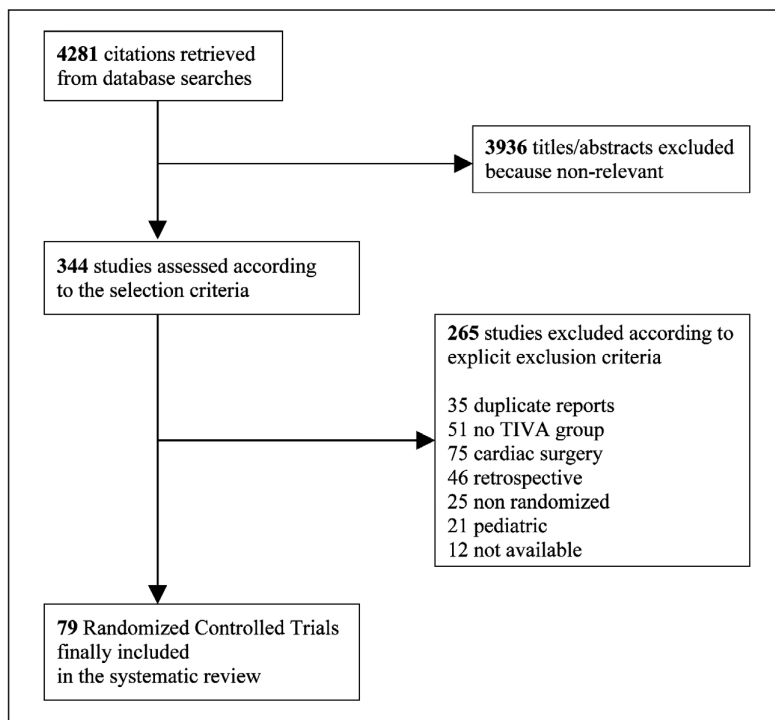 4281 citations retrieved
from database searches
3936 titles/abstracts excluded
because non-relevant
344 studies assessed according
to the selection criteria
265 studies excluded according to
explicit exclusion criteria
35 duplicate reports
51 no TIVA group
75 cardiac surgery
46 retrospective
25 non randomized
21 pediatric
12 not available
79 Randomized Controlled Trials
finally included
in the systematic review